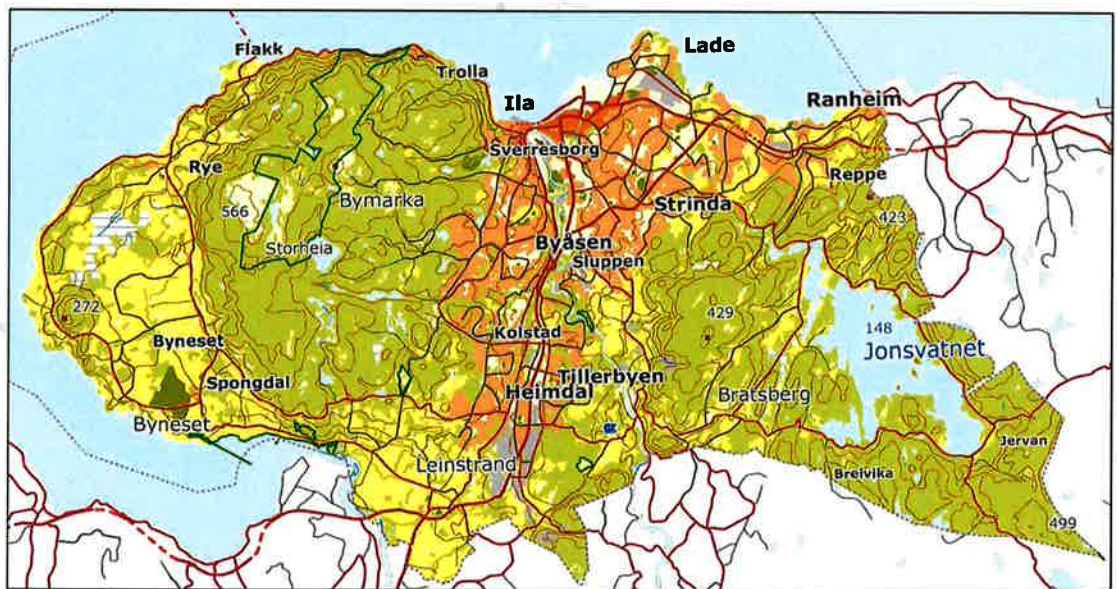 Flakk
Lade
Trolla
Ila
Ranheim
Sverresborg
Rye
Reppe
566
Bymarka
Strinda
423
Storheia
Byåsen
Sluppen
272
429
148
Kolstad
Jonsvatnet
Byneset
Spongdal
Tillerbyen
Heimdal
Bratsberg
Byneset
Jervan
Leinstrand
Breivika
499